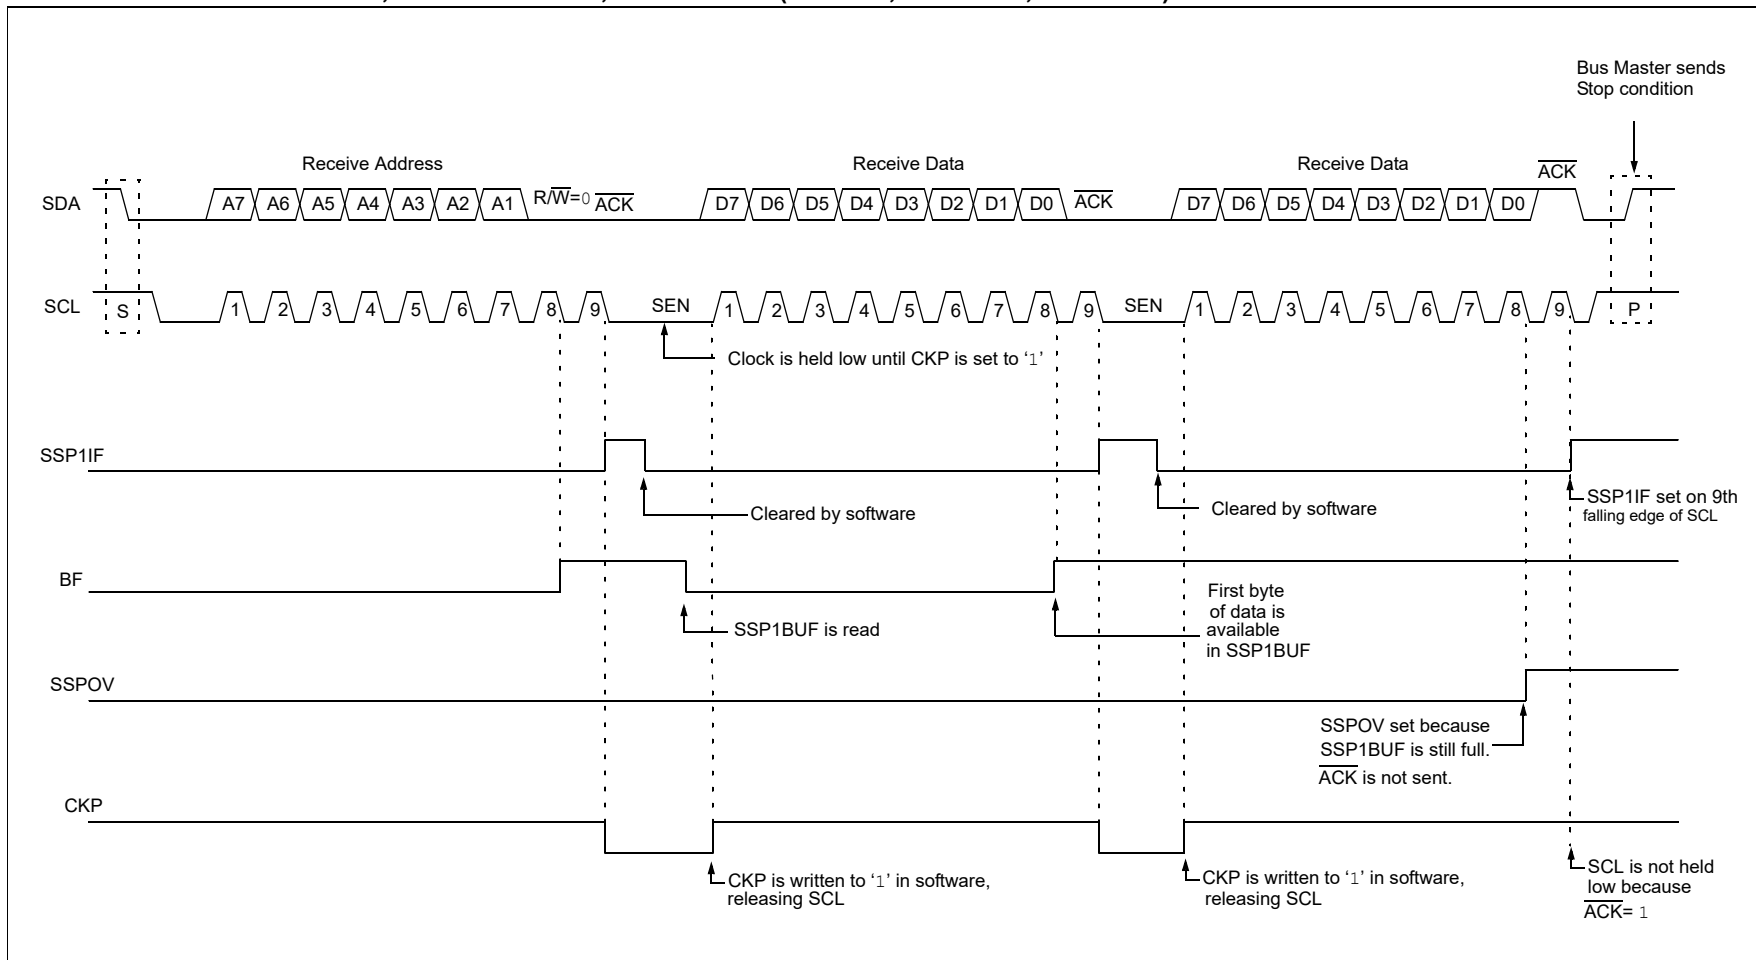 Bus Master sends
Stop condition
Receive Address
Receive Data
Receive Data
ACK
SDA
A7 A6 A5 A4 A3 A2 A1 R/W=0 ACK
D7 D6 D5 D4 D3 D2 D1 D0 ACK
D7 D6 D5 D4 D3 D2 D1 D0
SCL
S 1 2 3 4 5 6 7 8 9 SEN 1 2 3 4 5 6 7 8 9 SEN 1 2 3 4 5 6 7 8 9 P
Clock is held low until CKP is set to ‘1’
SSP1IF
Cleared by software
Cleared by software
SSP1IF set on 9th
falling edge of SCL
BF
SSP1BUF is read
First byte
of data is
available
in SSP1BUF
SSPOV
SSPOV set because
SSP1BUF is still full.
ACK is not sent.
CKP
CKP is written to ‘1’ in software,
releasing SCL
CKP is written to ‘1’ in software,
releasing SCL
SCL is not held
low because
ACK= 1